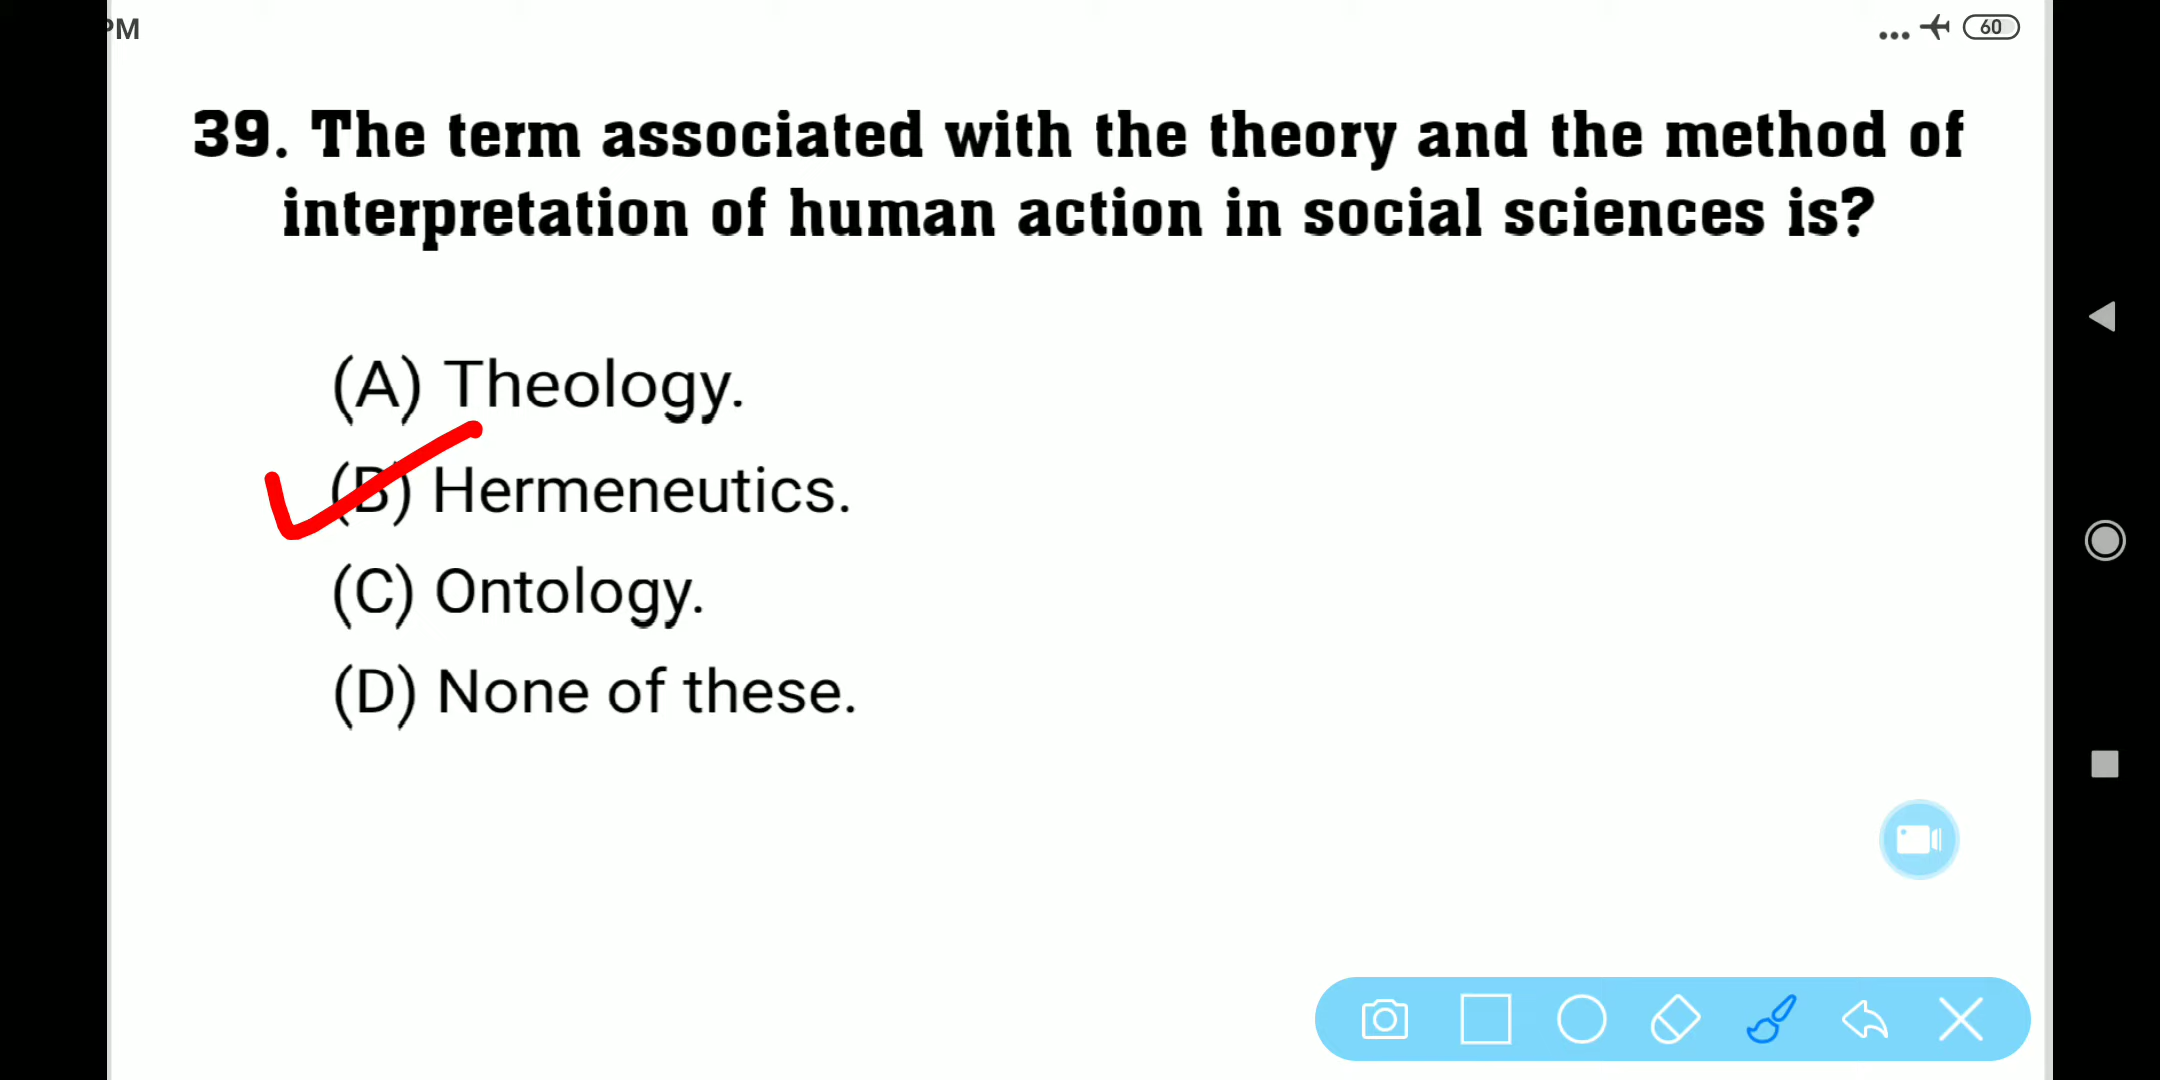 PM
60
39. The term associated with the theory and the method of
interpretation of human action in social sciences is?
(A) Theology.
(B) Hermeneutics.
(C) Ontology.
(D) None of these.